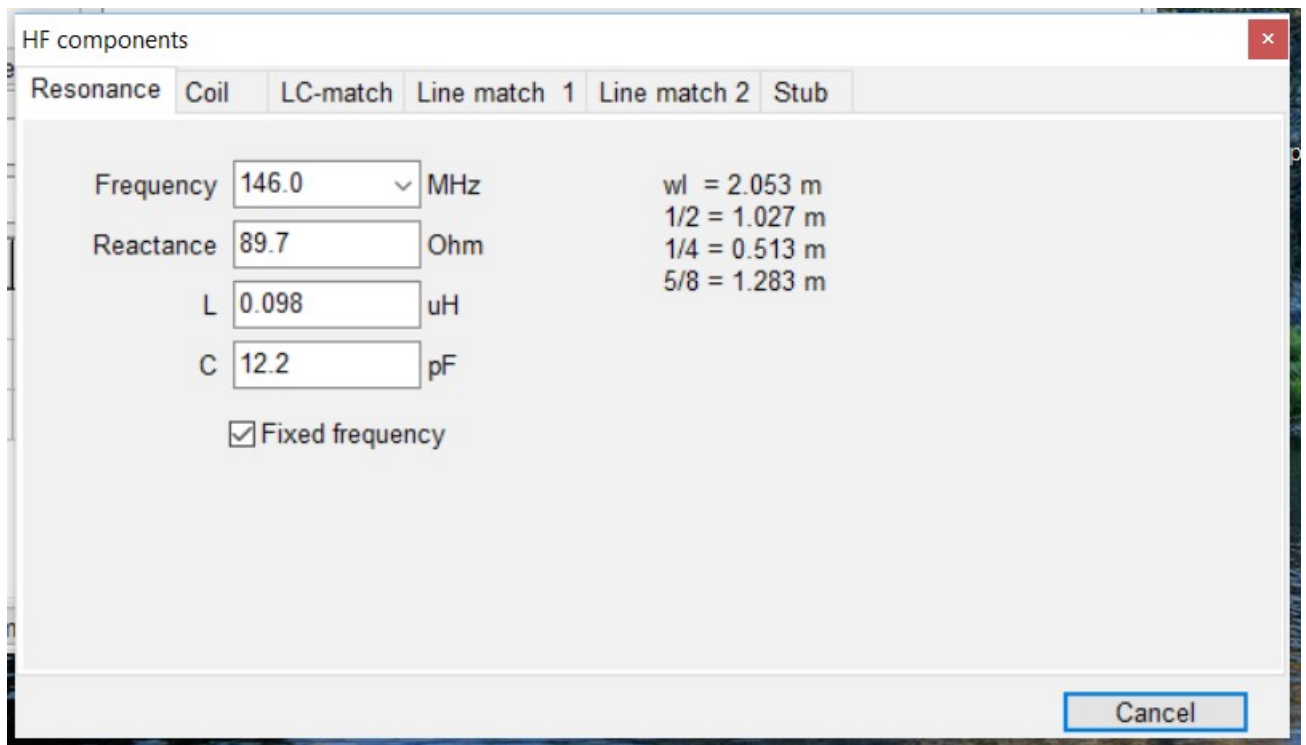 HF components
Resonance Coil LC-match Line match 1 Line match 2 Stub
Frequency 146.0 MHz
Reactance 89.7 Ohm
L 0.098 uH
C 12.2 pF
Fixed frequency
wl = 2.053 m
1/2 = 1.027 m
1/4 = 0.513 m
5/8 = 1.283 m
Cancel